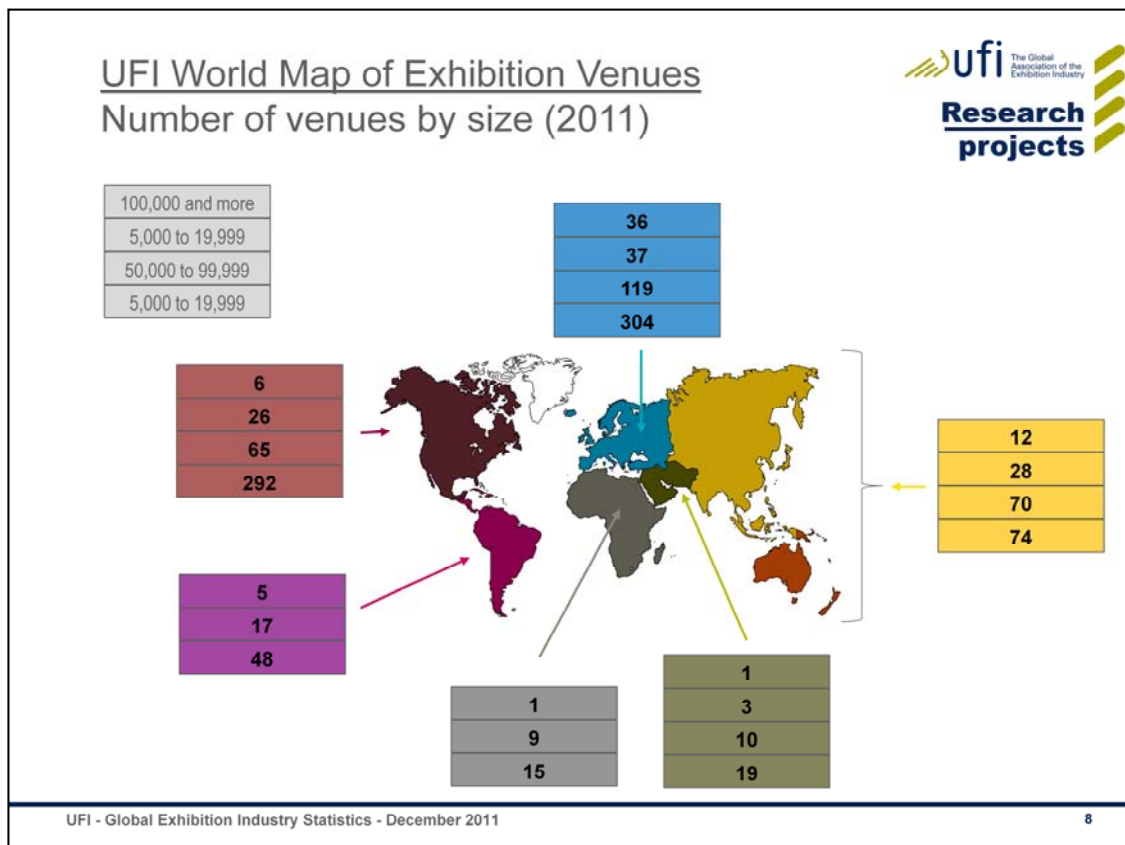 UFI World Map of Exhibition Venues
Number of venues by size (2011)
ufi The Global
Association of the
Exhibition Industry
Research
projects
100,000 and more
5,000 to 19,999
50,000 to 99,999
5,000 to 19,999
36
37
119
304
6
26
65
292
12
28
70
74
5
17
48
1
9
15
1
3
10
19
UFI - Global Exhibition Industry Statistics - December 2011
8